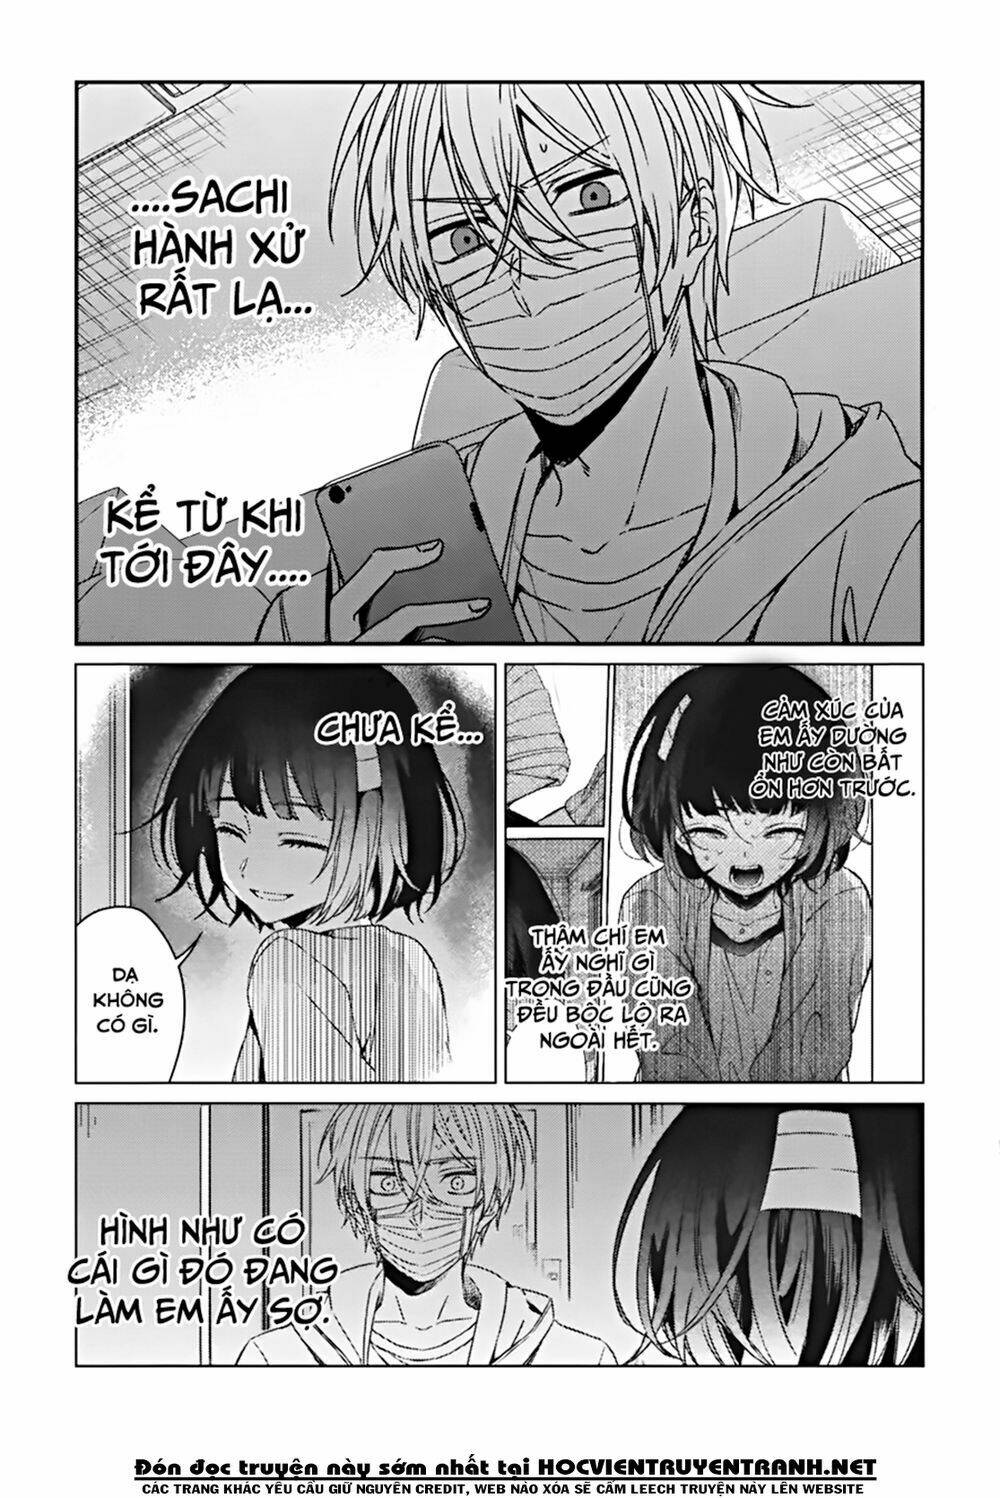 ....SACHI
HÀNH XỬ
RẤT LẠ...
KỂ TỪ KHI
TỚI ĐÂY....
CẢM XÚC CỦA
EM ẤY DƯỜNG
NHƯ CÒN BẤT
ỔN HƠN TRƯỚC.
THẬM CHÍ EM
ẤY NGHĨ GÌ
TRONG ĐẦU CŨNG
ĐỀU BỘC LỘ RA
NGOÀI HẾT.
CHƯA KỂ...
DẠ
KHÔNG
CÓ GÌ.
HÌNH NHƯ CÓ
CÁI GÌ ĐÓ ĐANG
LÀM EM ẤY SỢ.
Đón đọc truyện này sớm nhất tại HOCVIENTRUYENTRANH.NET
CÁC TRANG KHÁC YÊU CẦU GIỮ NGUYÊN CREDIT, WEB NÀO XÓA SẼ CẤM LEECH TRUYỆN NÀY LÊN WEBSITE